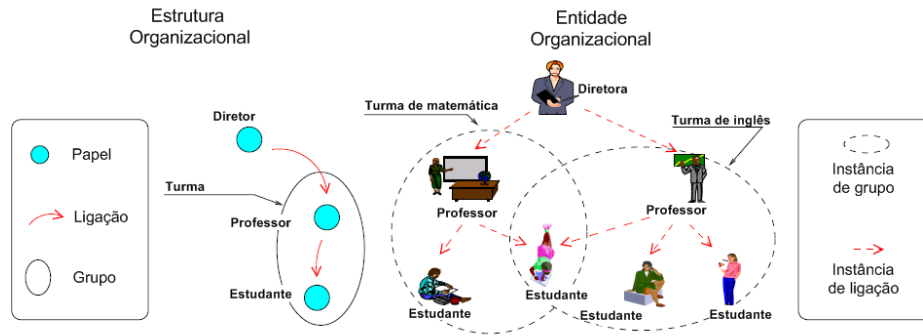 Estrutura
Organizacional
Entidade
Organizacional
Diretora
Turma de matemática
Turma de inglês
Diretor
Papel
Turma
Ligação
Professor
Grupo
Estudante
Professor
Professor
Estudante
Estudante
Estudante
Estudante
Instância
de grupo
Instância
de ligação